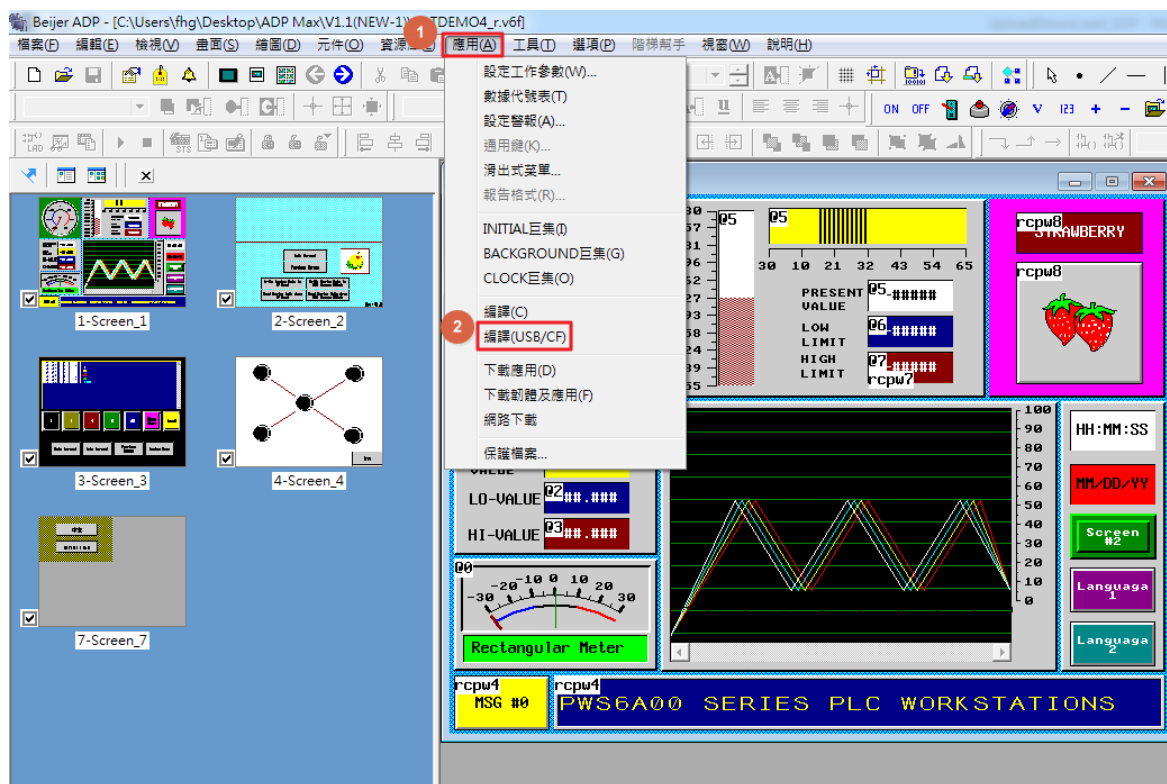 Beijer ADP - [C:\Users\fhg\Desktop\ADP Max\V1.1(NEW-1)\
TDEMO4_r.v6f]
1
檔案(F) 編輯(E) 檢視(V) 畫面(S) 繪圖(D) 元件(O) 應用(A) 工具(T) 選項(P) 階梯幫手 視窗(W) 說明(H)
設定工作參數(W)...
數據代號表(T)
設定警報(A)...
通用鍵(K)...
滑出式菜單...
報告格式(R)...
INITIAL巨集(I)
BACKGROUND巨集(G)
CLOCK巨集(O)
編譯(C)
2
編譯(USB/CF)
下載應用(D)
下載韌體及應用(F)
網路下載
保護檔案...
ON OFF V 123 + -
LAD
STS
1-Screen_1
2-Screen_2
3-Screen_3
4-Screen_4
7-Screen_7
@5
@5
30 10 21 32 43 54 65
PRESENT VALUE @5-#####
LOW LIMIT @6-#####
HIGH LIMIT @7-#####
rcpw7
rcpw8
STRAWBERRY
rcpw8
LO-VALUE @2##.###
HI-VALUE @3##.###
@0
-30 -20 -10 0 10 20 30
Rectangular Meter
100
90
80
70
60
50
40
30
20
10
0
HH:MM:SS
MM/DD/YY
Screen
#2
Languaga
1
Languaga
2
rcpw4
MSG #0
rcpw4
PWS6A00 SERIES PLC WORKSTATIONS